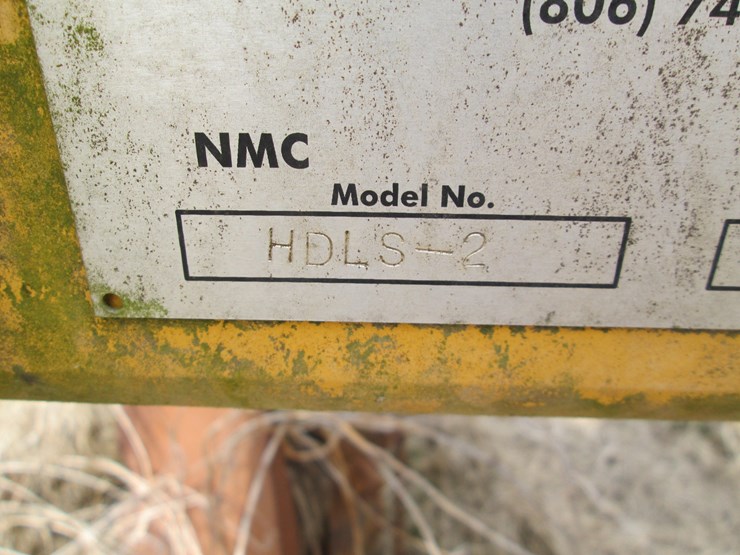 (806) 74
NMC
Model No.
HDLS-2